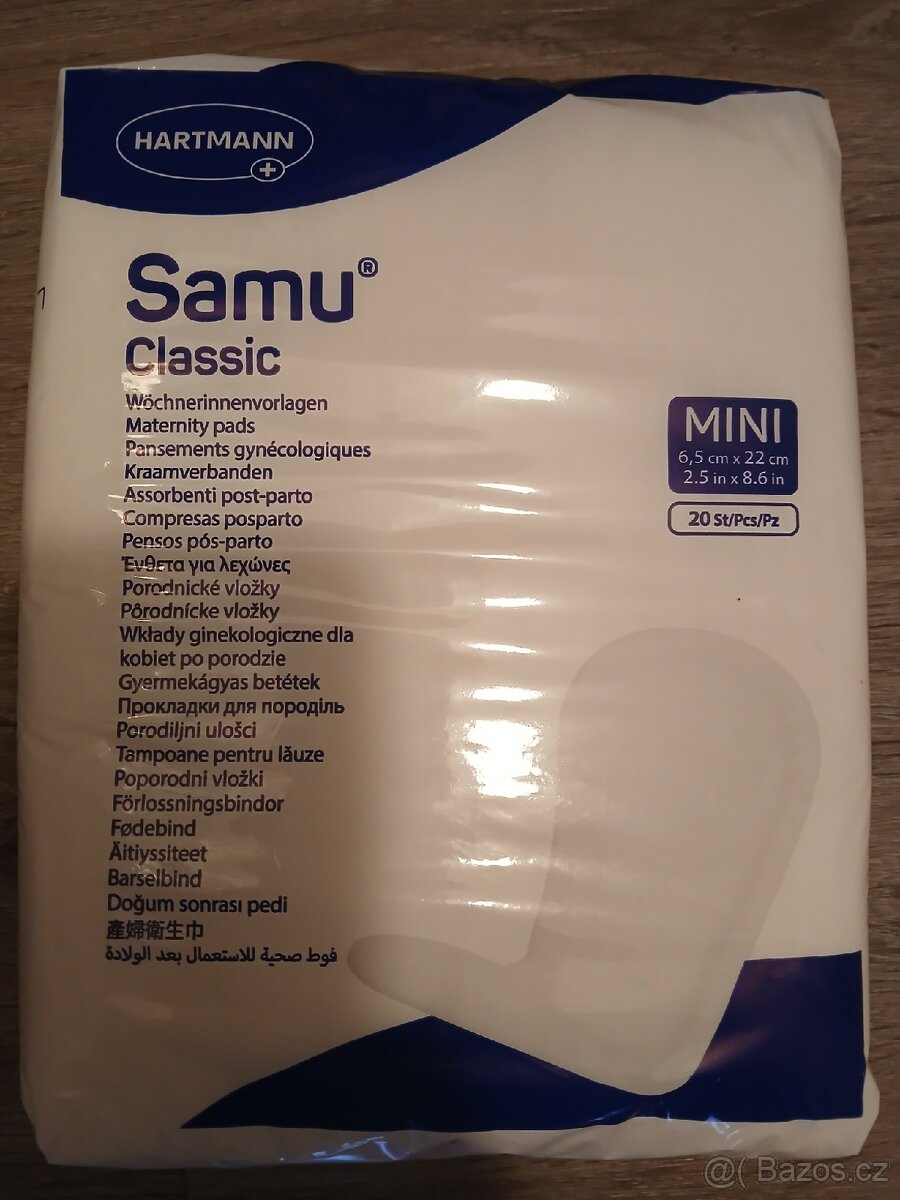 HARTMANN
+
Samu®
Classic
Wöchnerinnenvorlagen
Maternity pads
Pansements gynécologiques
Kraamverbanden
Assorbenti post-parto
Compresas posparto
Pensos pós-parto
Ένθετα για λεχώνες
Porodnické vložky
Pôrodnícke vložky
Wkłady ginekologiczne dla
kobiet po porodzie
Gyermekágyas betétek
Прокладки для породіль
Porodiljni ulošci
Tampoane pentru lăuze
Poporodni vložki
Förlossningsbindor
Fødebind
Äitiyssiteet
Barselbind
Doğum sonrası pedi
產婦衛生巾
فوط صحية للاستعمال بعد الولادة
MINI
6,5 cm x 22 cm
2.5 in x 8.6 in
20 St/Pcs/Pz
@( Bazos.cz